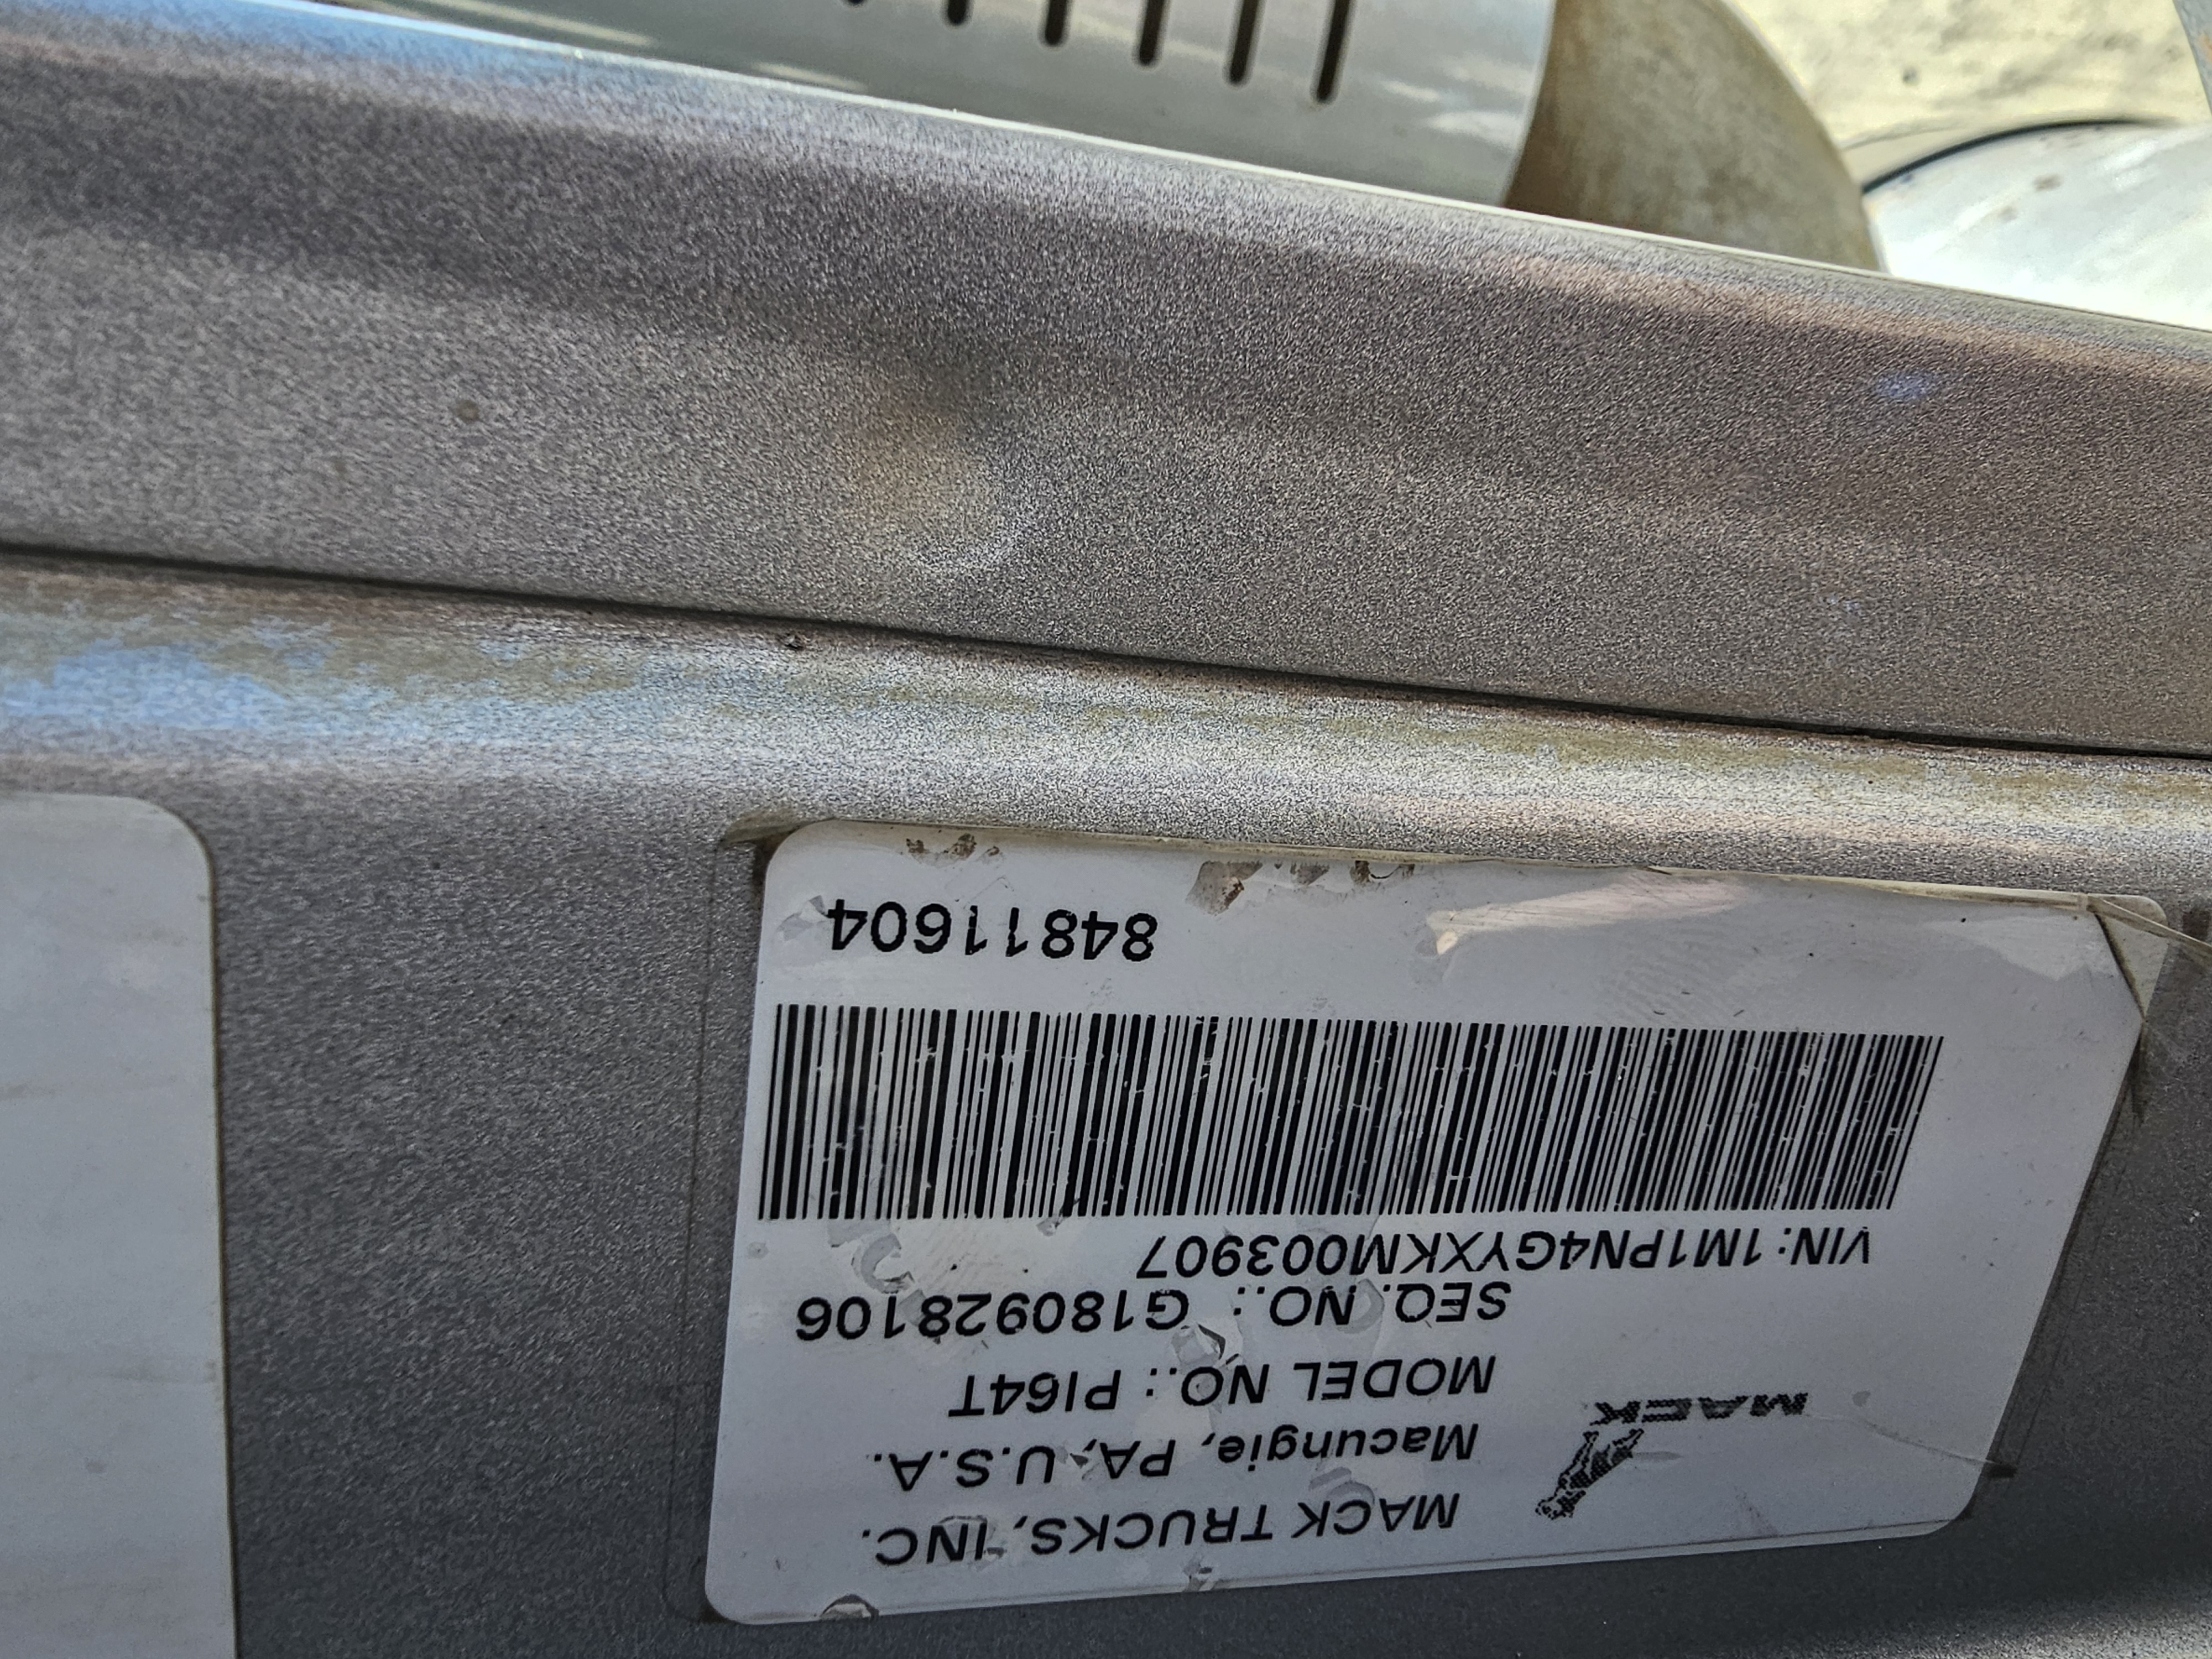 MACK TRUCKS, INC.
Macungie, PA, U.S.A.
MACK
MODEL NO.: PI64T
SEQ. NO.: G180928106
VIN: 1M1PN4GYXKM003907
84811604